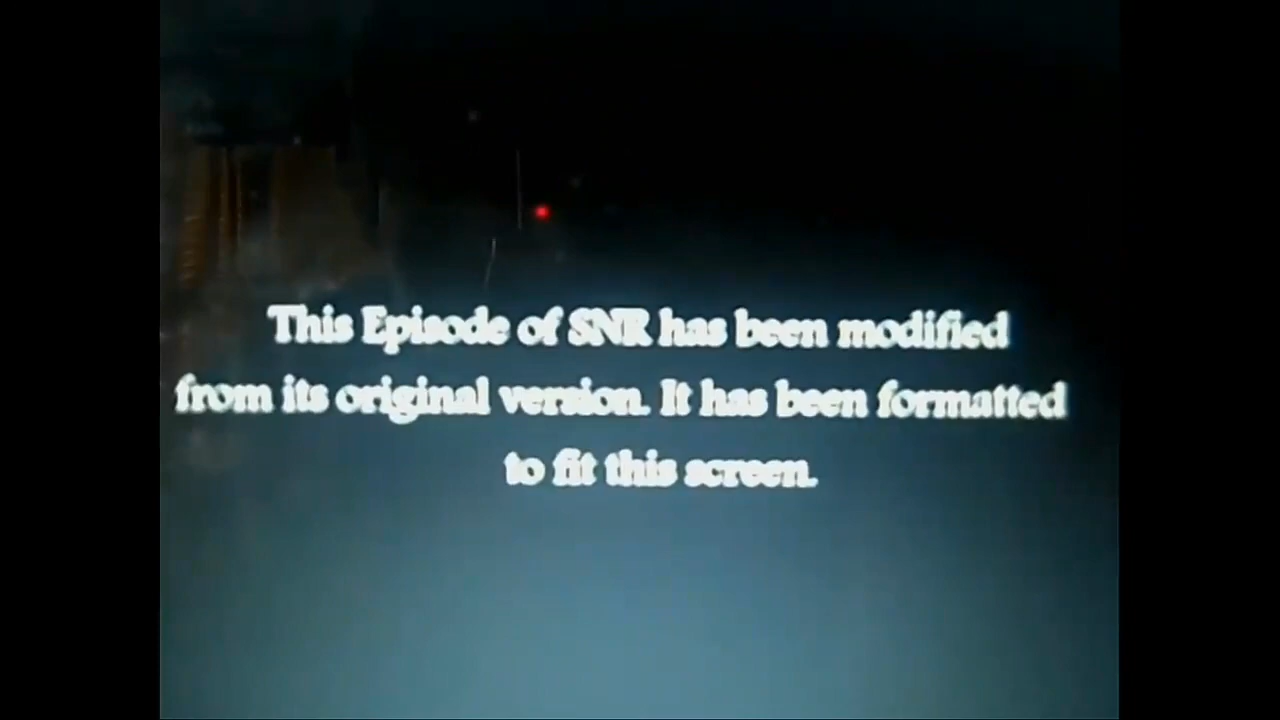 This Episode of SNR has been modified
from its original version. It has been formatted
to fit this screen.